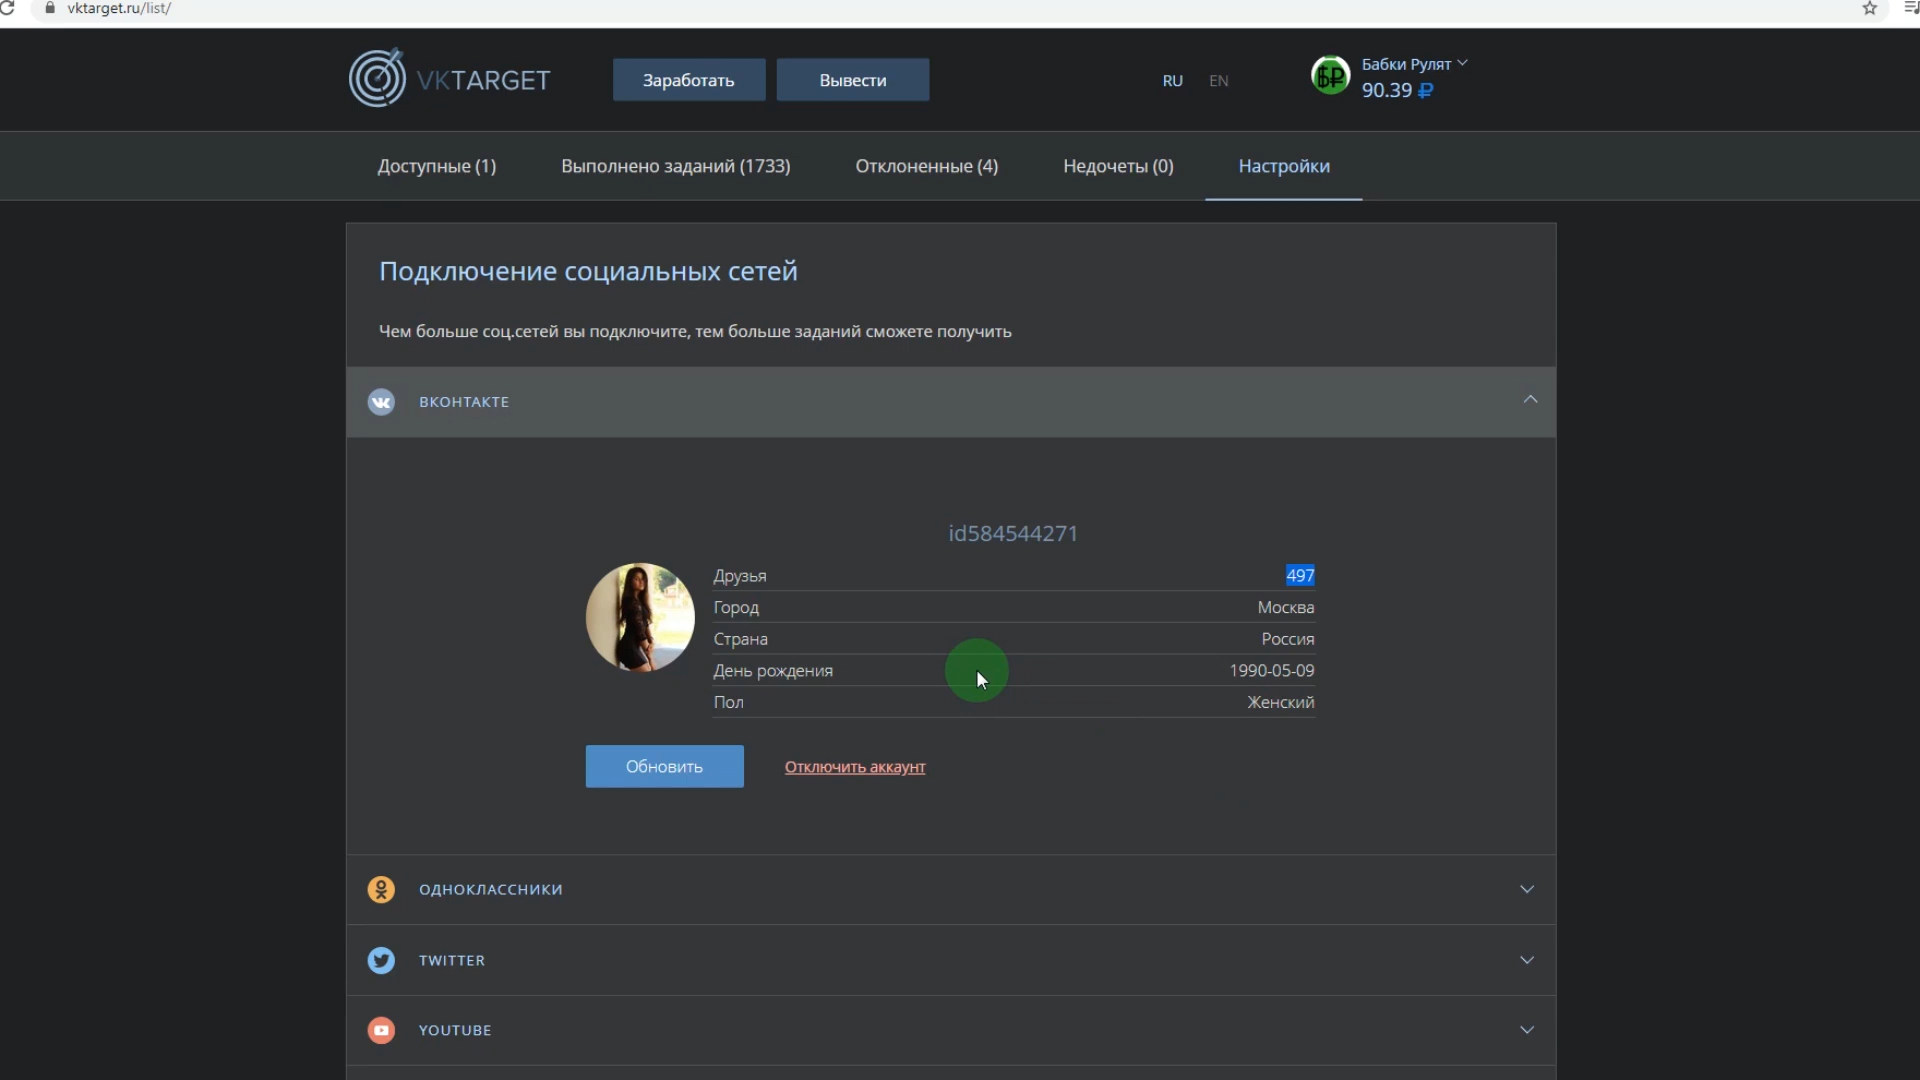 vktarget.ru/list/
VKTARGET
Заработать
Вывести
RU
EN
БР
Бабки Рулят
90.39 ₽
Доступные (1)
Выполнено заданий (1733)
Отклоненные (4)
Недочеты (0)
Настройки
Подключение социальных сетей
Чем больше соц.сетей вы подключите, тем больше заданий сможете получить
ВКОНТАКТЕ
id584544271
Друзья 497
Город Москва
Страна Россия
День рождения 1990-05-09
Пол Женский
Обновить
Отключить аккаунт
ОДНОКЛАССНИКИ
TWITTER
YOUTUBE